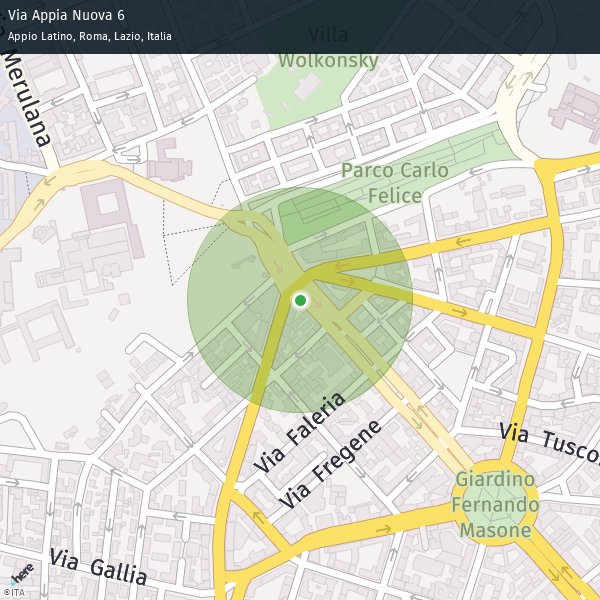 Via Appia Nuova 6
Appio Latino, Roma, Lazio, Italia
Villa
Wolkonsky
Merulana
Parco Carlo
Felice
Via Faleria
Via Fregene
Via Tusco
Giardino
Fernando
Masone
Via Gallia
here
©ITA